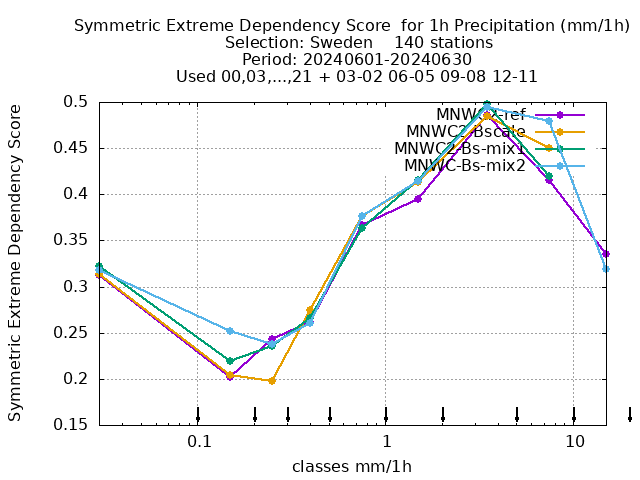 Symmetric Extreme Dependency Score for 1h Precipitation (mm/1h)
Selection: Sweden 140 stations
Period: 20240601-20240630
Used 00,03,...,21 + 03-02 06-05 09-08 12-11
Symmetric Extreme Dependency Score
0.5
0.45
0.4
0.35
0.3
0.25
0.2
0.15
MNWC2-Bscale
MNWC2-Bs-mix1
MNWC-Bs-mix2
0.1
1
10
classes mm/1h